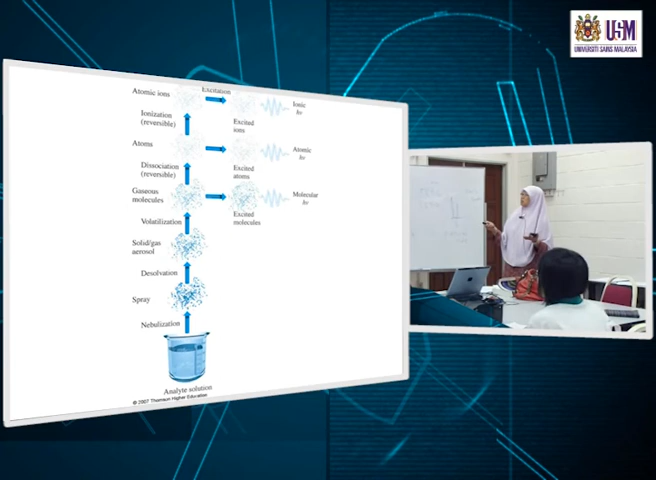 USM
UNIVERSITI SAINS MALAYSIA
Atomic ions
Excitation
Ionic
hν
Ionization
(reversible)
Excited
ions
Atoms
Atomic
hν
Dissociation
(reversible)
Excited
atoms
Gaseous
molecules
Molecular
hν
Excited
molecules
Volatilization
Solid/gas
aerosol
Desolvation
Spray
Nebulization
Analyte solution
© 2007 Thomson Higher Education